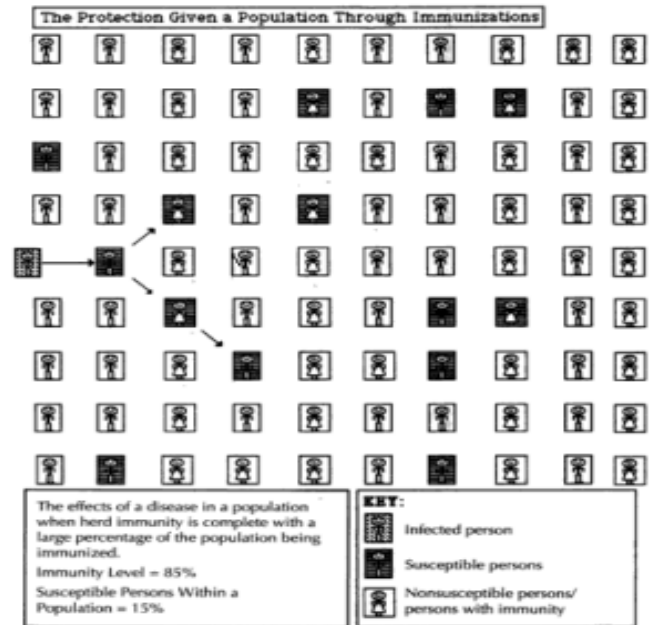 The Protection Given a Population Through Immunizations
The effects of a disease in a population
when herd immunity is complete with a
large percentage of the population being
immunized.
Immunity Level = 85%
Susceptible Persons Within a
Population = 15%
KEY:
Infected person
Susceptible persons
Nonsusceptible persons/
persons with immunity